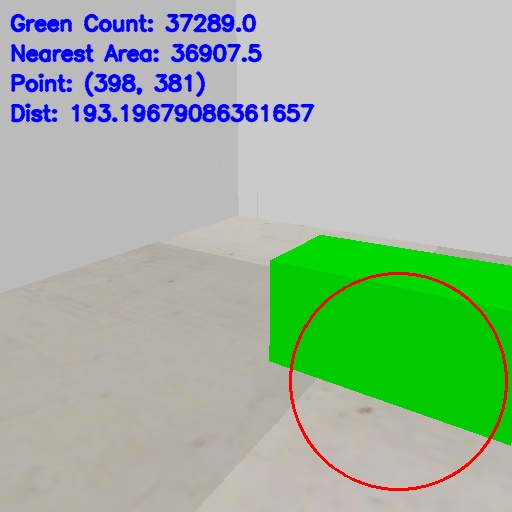 Green Count: 37289.0
Nearest Area: 36907.5
Point: (398, 381)
Dist: 193.19679086361657